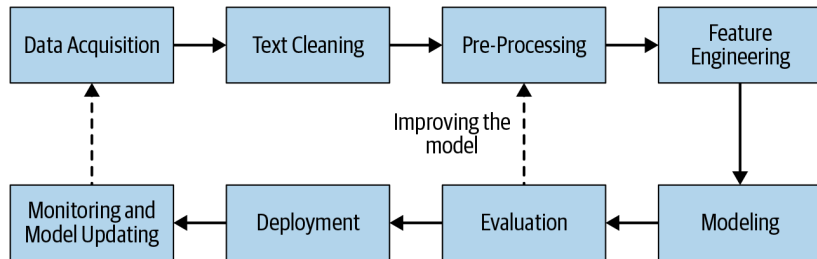 Data Acquisition
Text Cleaning
Pre-Processing
Feature
Engineering
Improving the
model
Monitoring and
Model Updating
Deployment
Evaluation
Modeling